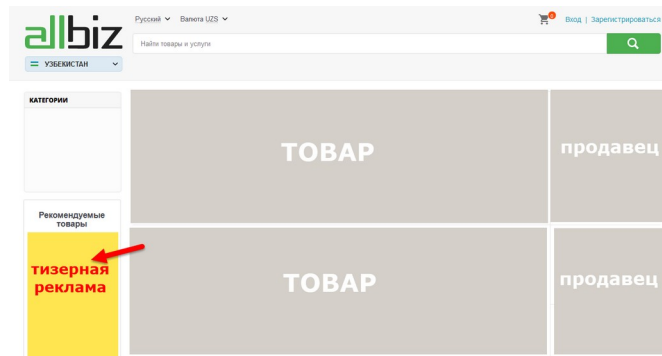 allbiz
Русский Валюта UZS
0
Вход | Зарегистрироваться
Найти товары и услуги
УЗБЕКИСТАН
КАТЕГОРИИ
ТОВАР
продавец
Рекомендуемые
товары
тизерная
реклама
ТОВАР
продавец